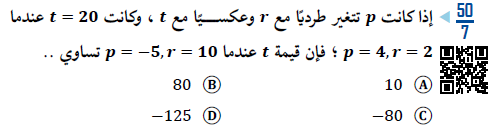 50/7 إذا كانت p تتغير طرديًا مع r وعكسـيًا مع t ، وكانت t = 20 عندما
p = 4, r = 2 ؛ فإن قيمة t عندما p = −5, r = 10 تساوي ..
A 10 B 80
C −80 D −125